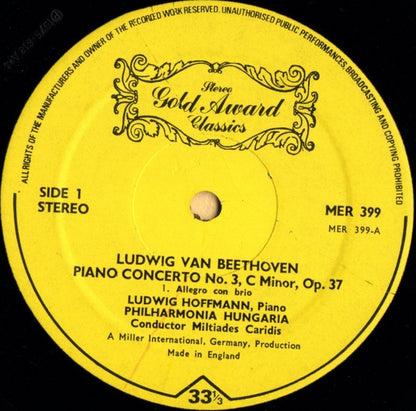 ALL RIGHTS OF THE MANUFACTURERS AND OWNER OF THE RECORDED WORK RESERVED. UNAUTHORISED PUBLIC PERFORMANCES, BROADCASTING AND COPYING PROHIBITED
Stereo
Gold Award
Classics
SIDE 1
STEREO
MER 399
MER 399-A
LUDWIG VAN BEETHOVEN
PIANO CONCERTO No. 3, C Minor, Op. 37
1. Allegro con brio
LUDWIG HOFFMANN, Piano
PHILHARMONIA HUNGARIA
Conductor Miltiades Caridis
A Miller International, Germany, Production
Made in England
33⅓